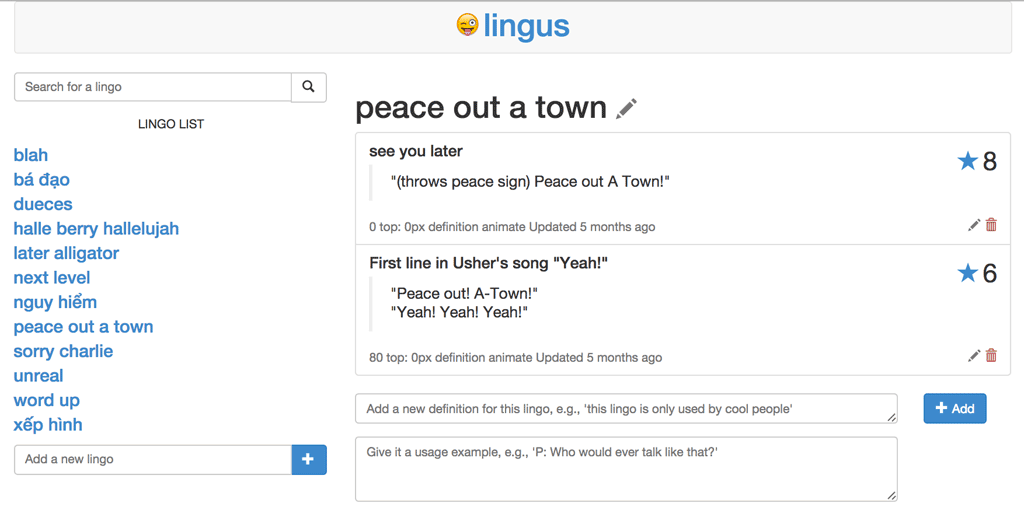 lingus
Search for a lingo
LINGO LIST
blah
bá đạo
dueces
halle berry hallelujah
later alligator
next level
nguy hiểm
peace out a town
sorry charlie
unreal
word up
xếp hình
Add a new lingo
peace out a town
see you later
8
"(throws peace sign) Peace out A Town!"
0 top: 0px definition animate Updated 5 months ago
First line in Usher's song "Yeah!"
6
"Peace out! A-Town!"
"Yeah! Yeah! Yeah!"
80 top: 0px definition animate Updated 5 months ago
Add a new definition for this lingo, e.g., 'this lingo is only used by cool people'
+ Add
Give it a usage example, e.g., 'P: Who would ever talk like that?'